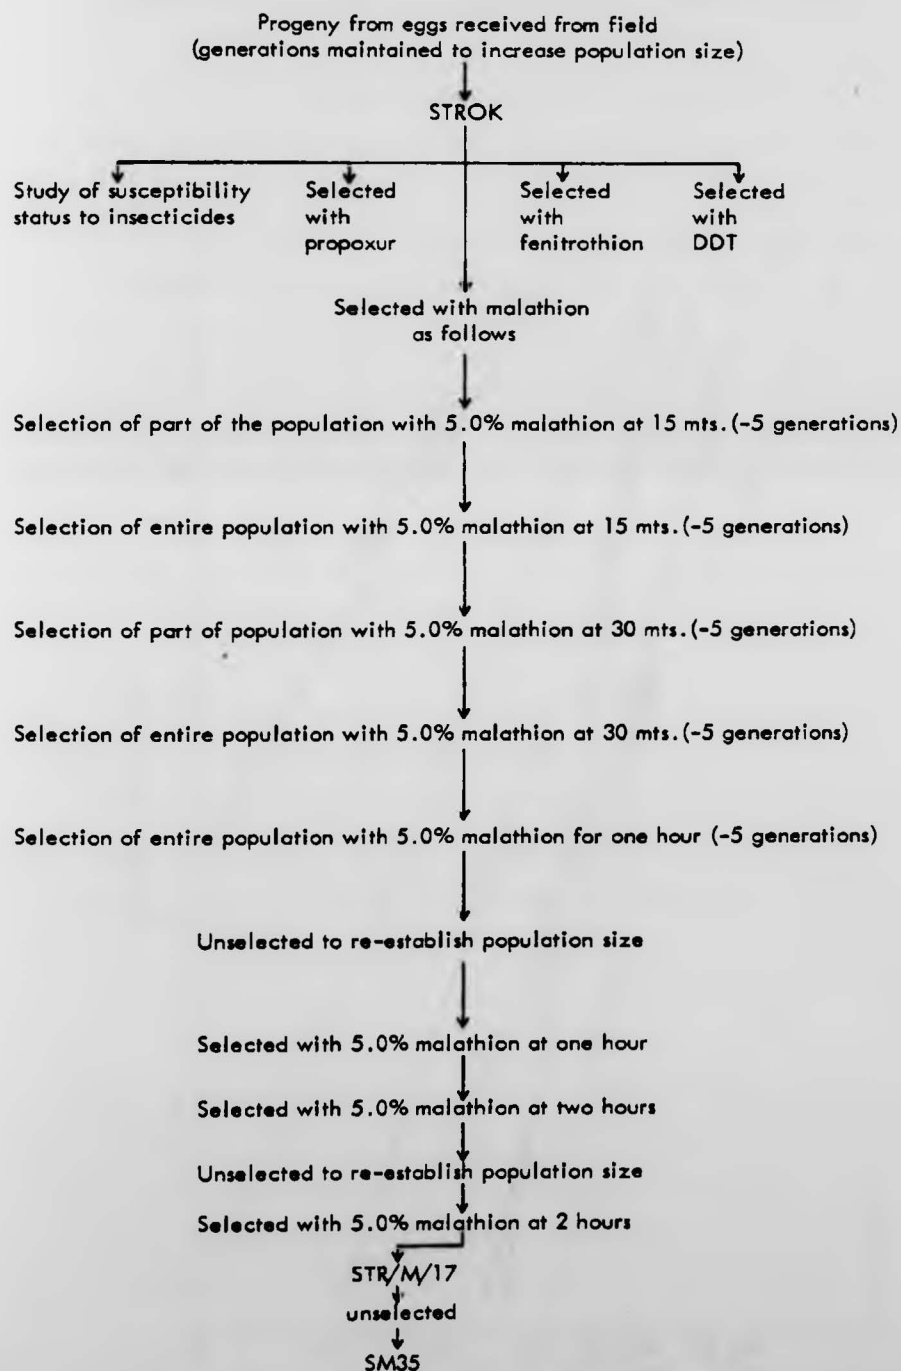 Progeny from eggs received from field
(generations maintained to increase population size)
STROK
Study of susceptibility
status to insecticides
Selected
with
propoxur
Selected
with
fenitrothion
Selected
with
DDT
Selected with malathion
as follows
Selection of part of the population with 5.0% malathion at 15 mts.(-5 generations)
Selection of entire population with 5.0% malathion at 15 mts.(-5 generations)
Selection of part of population with 5.0% malathion at 30 mts.(-5 generations)
Selection of entire population with 5.0% malathion at 30 mts.(-5 generations)
Selection of entire population with 5.0% malathion for one hour (-5 generations)
Unselected to re-establish population size
Selected with 5.0% malathion at one hour
Selected with 5.0% malathion at two hours
Unselected to re-establish population size
Selected with 5.0% malathion at 2 hours
STR/M/17
unselected
SM35